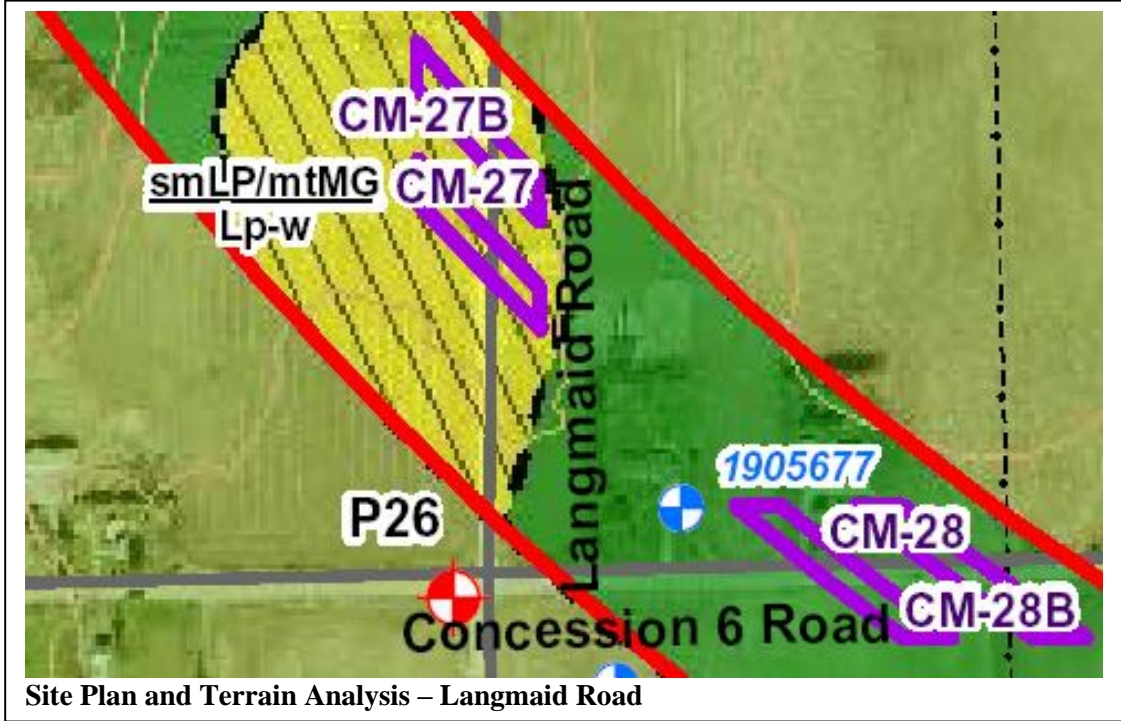 CM-27B
smLP/mtMG
Lp-w
CM-27
Langmaid Road
1905677
P26
CM-28
CM-28B
Concession 6 Road
Site Plan and Terrain Analysis – Langmaid Road